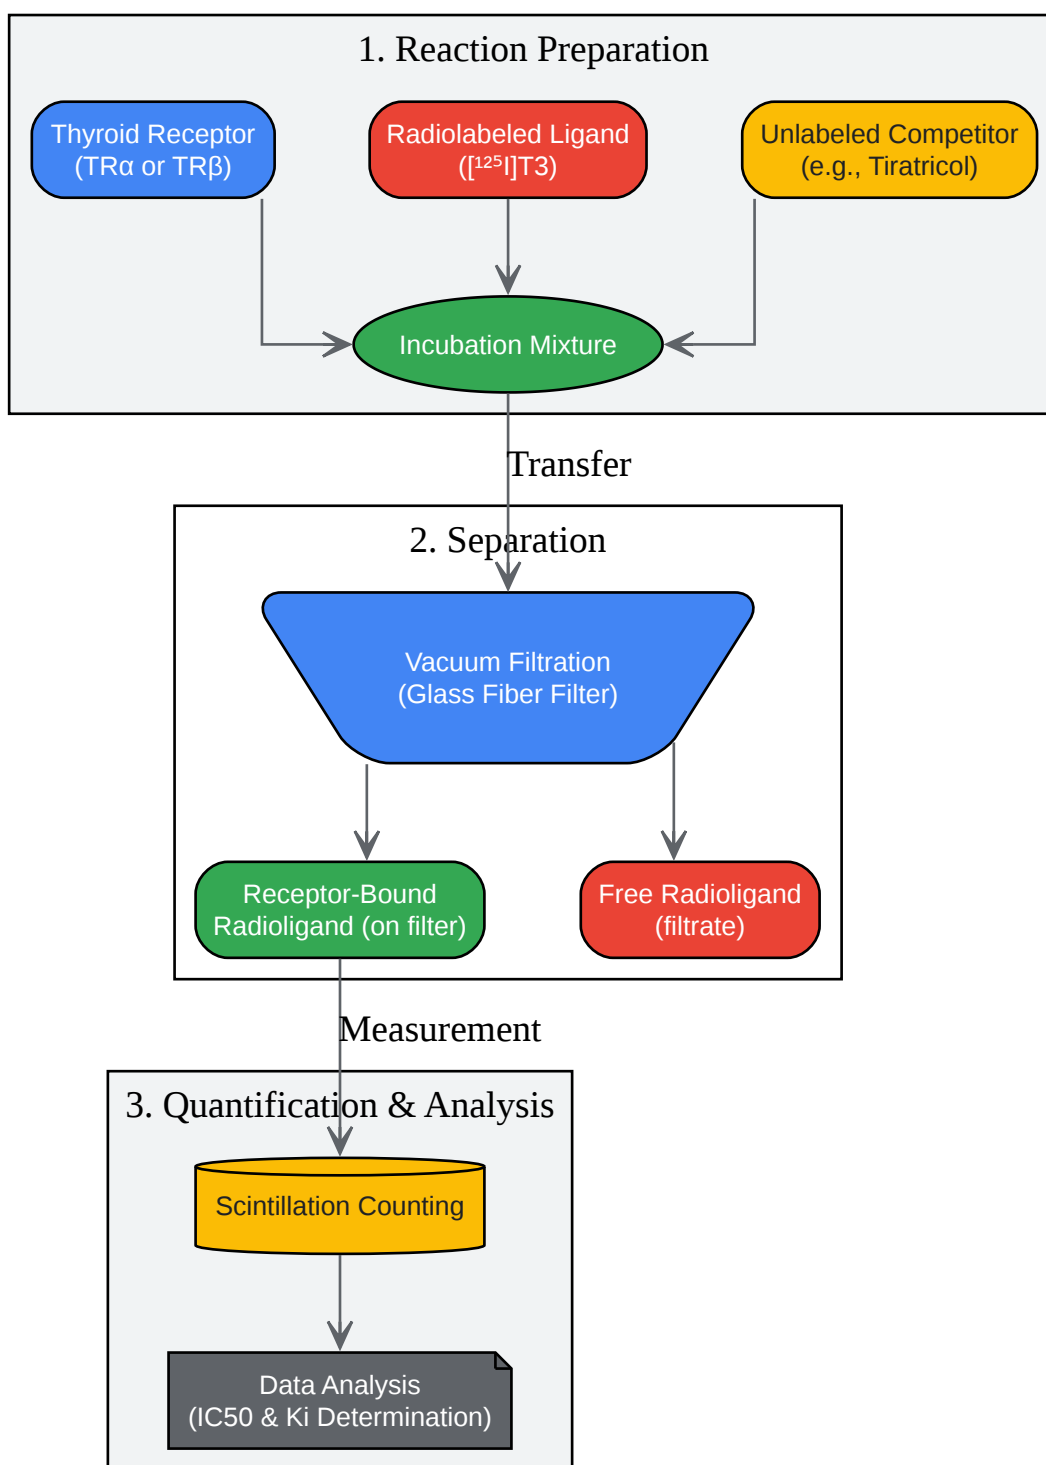 1. Reaction Preparation
Thyroid Receptor
(TRα or TRβ)
Radiolabeled Ligand
([¹²⁵I]T3)
Unlabeled Competitor
(e.g., Tiratricol)
Incubation Mixture
Transfer
2. Separation
Vacuum Filtration
(Glass Fiber Filter)
Receptor-Bound
Radioligand (on filter)
Free Radioligand
(filtrate)
Measurement
3. Quantification & Analysis
Scintillation Counting
Data Analysis
(IC50 & Ki Determination)